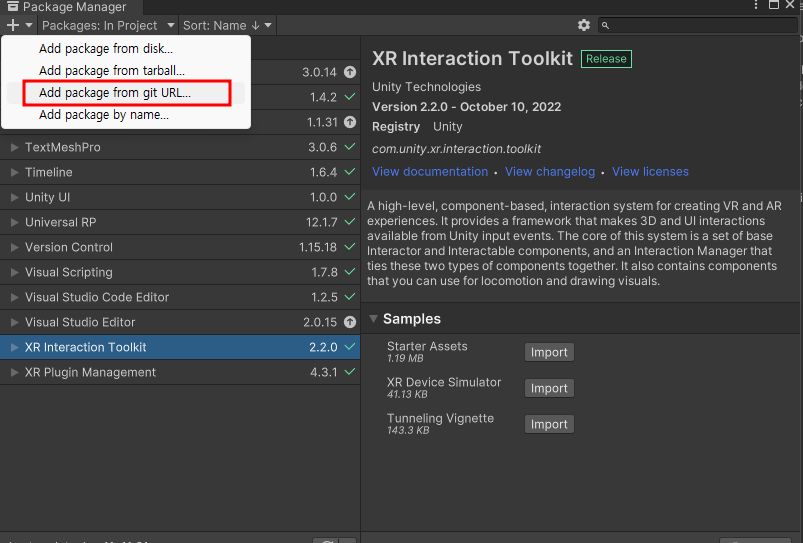 Package Manager
Packages: In Project Sort: Name ↓
Add package from disk...
Add package from tarball...
Add package from git URL...
Add package by name...
3.0.14
1.4.2
1.1.31
TextMeshPro 3.0.6
Timeline 1.6.4
Unity UI 1.0.0
Universal RP 12.1.7
Version Control 1.15.18
Visual Scripting 1.7.8
Visual Studio Code Editor 1.2.5
Visual Studio Editor 2.0.15
XR Interaction Toolkit 2.2.0
XR Plugin Management 4.3.1
XR Interaction Toolkit Release
Unity Technologies
Version 2.2.0 - October 10, 2022
Registry Unity
com.unity.xr.interaction.toolkit
View documentation • View changelog • View licenses
A high-level, component-based, interaction system for creating VR and AR
experiences. It provides a framework that makes 3D and UI interactions
available from Unity input events. The core of this system is a set of base
Interactor and Interactable components, and an Interaction Manager that
ties these two types of components together. It also contains components
that you can use for locomotion and drawing visuals.
Samples
Starter Assets
1.19 MB
Import
XR Device Simulator
41.13 KB
Import
Tunneling Vignette
143.3 KB
Import